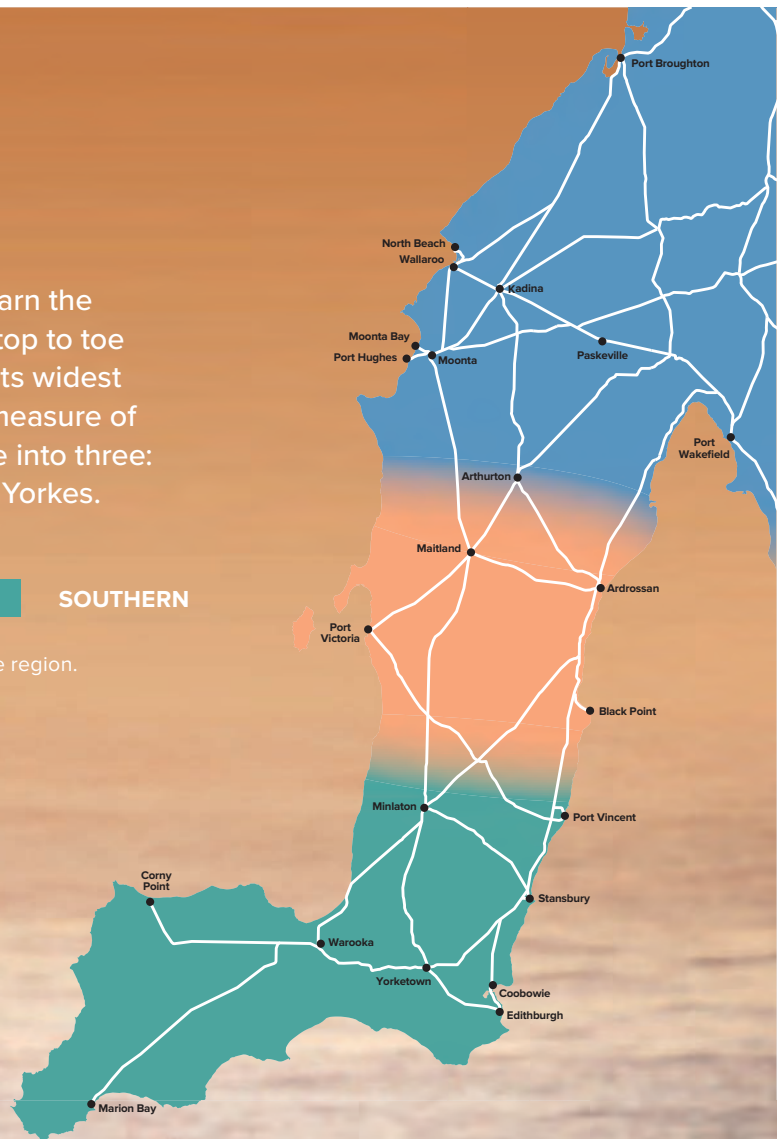 Port Broughton
North Beach
Wallaroo
Kadina
arn the
top to toe
ts widest
measure of
e into three:
Yorkes.
Moonta Bay
Port Hughes
Moonta
Paskeville
Port
Wakefield
Arthurton
Maitland
Ardrossan
SOUTHERN
Port
Victoria
e region.
Black Point
Minlaton
Port Vincent
Corny
Point
Stansbury
Warooka
Yorketown
Coobowie
Edithburgh
Marion Bay